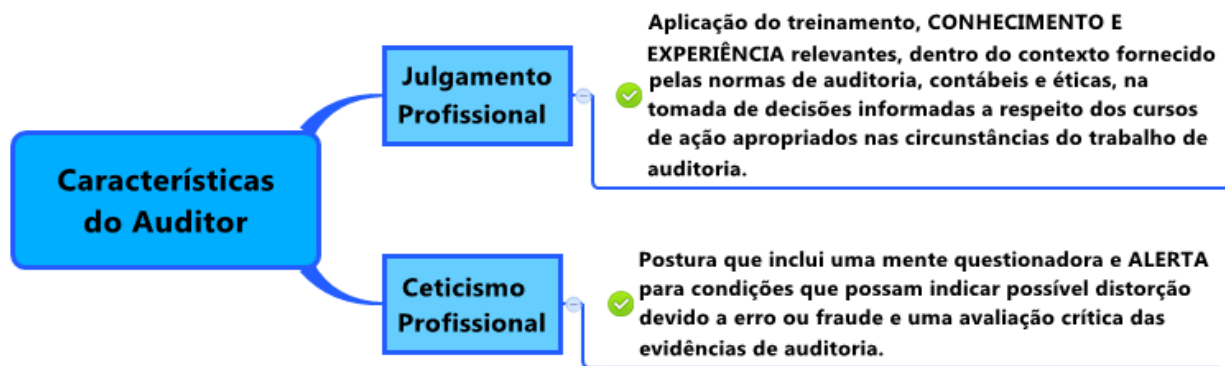 Características
do Auditor
Julgamento
Profissional
Aplicação do treinamento, CONHECIMENTO E
EXPERIÊNCIA relevantes, dentro do contexto fornecido
pelas normas de auditoria, contábeis e éticas, na
tomada de decisões informadas a respeito dos cursos
de ação apropriados nas circunstâncias do trabalho de
auditoria.
Ceticismo
Profissional
Postura que inclui uma mente questionadora e ALERTA
para condições que possam indicar possível distorção
devido a erro ou fraude e uma avaliação crítica das
evidências de auditoria.